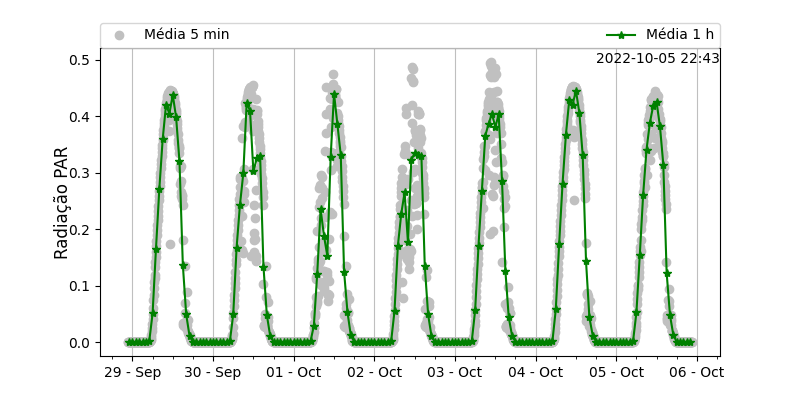 Média 5 min
Média 1 h
2022-10-05 22:43
Radiação PAR
0.5
0.4
0.3
0.2
0.1
0.0
29 - Sep
30 - Sep
01 - Oct
02 - Oct
03 - Oct
04 - Oct
05 - Oct
06 - Oct